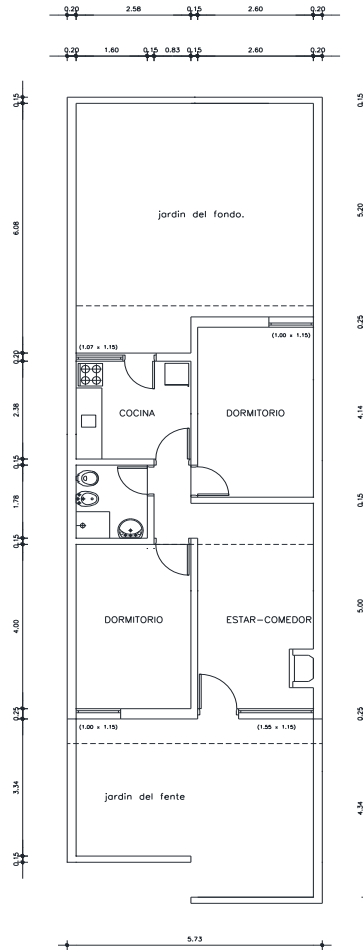 0.20 2.58 0.15 2.60 0.20
0.20 1.60 0.15 0.83 0.15 2.60 0.20
0.15 0.15
jardin del fondo.
6.08 5.20
0.25
(1.07 x 1.15) (1.00 x 1.15)
0.20
COCINA DORMITORIO
2.38 4.14
0.15
1.78 0.15
0.15
DORMITORIO ESTAR-COMEDOR
4.00 5.00
0.25 0.25
(1.00 x 1.15) (1.55 x 1.15)
jardin del fente
3.34 4.34
0.15
5.73